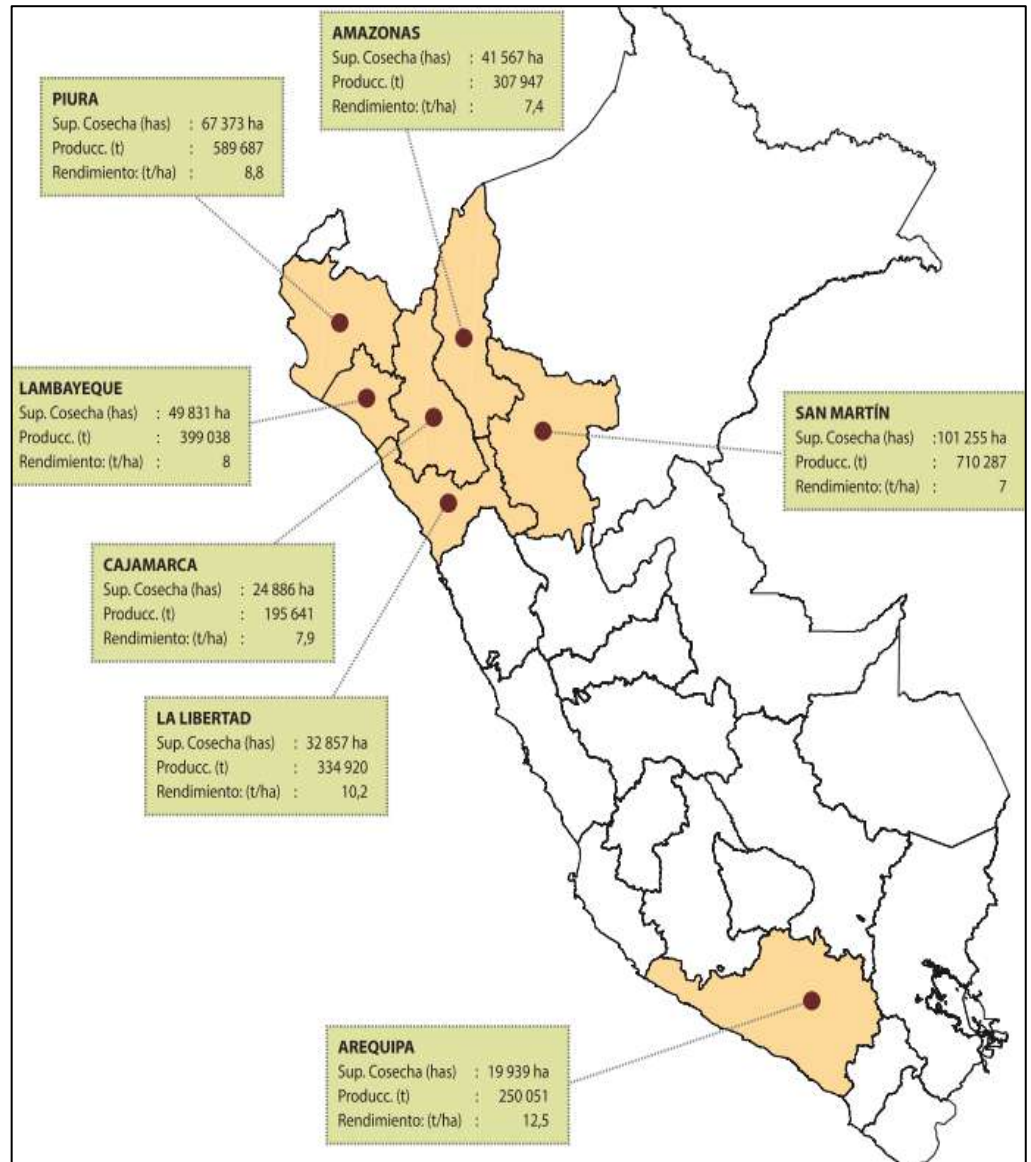 AMAZONAS
Sup. Cosecha (has) : 41 567 ha
Producc. (t) : 307 947
Rendimiento: (t/ha) : 7,4
PIURA
Sup. Cosecha (has) : 67 373 ha
Producc. (t) : 589 687
Rendimiento: (t/ha) : 8,8
LAMBAYEQUE
Sup. Cosecha (has) : 49 831 ha
Producc. (t) : 399 038
Rendimiento: (t/ha) : 8
SAN MARTÍN
Sup. Cosecha (has) :101 255 ha
Producc. (t) : 710 287
Rendimiento: (t/ha) : 7
CAJAMARCA
Sup. Cosecha (has) : 24 886 ha
Producc. (t) : 195 641
Rendimiento: (t/ha) : 7,9
LA LIBERTAD
Sup. Cosecha (has) : 32 857 ha
Producc. (t) : 334 920
Rendimiento: (t/ha) : 10,2
AREQUIPA
Sup. Cosecha (has) : 19 939 ha
Producc. (t) : 250 051
Rendimiento: (t/ha) : 12,5